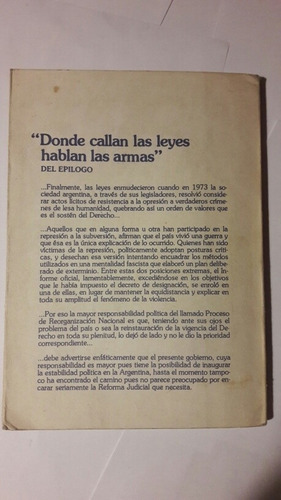 “Donde callan las leyes
hablan las armas”
DEL EPILOGO
...Finalmente, las leyes enmudecieron cuando en 1973 la so-
ciedad argentina, a través de sus legisladores, resolvió consi-
derar actos lícitos de resistencia a la opresión a verdaderos críme-
nes de lesa humanidad, quebrando así un orden de valores que
es el sostén del Derecho...
...Aquellos que en alguna forma u otra han participado en la
represión a la subversión, afirman que el país vivió una guerra y
que ésa es la única explicación de lo ocurrido. Quienes han sido
víctimas de la represión, políticamente adoptan posturas críti-
cas, y desechan esa versión intentando encuadrar los métodos
utilizados en una mentalidad fascista que elaboró un plan delibe-
rado de exterminio. Entre estas dos posiciones extremas, el In-
forme oficial, lamentablemente, excediéndose en los objetivos
que le había impuesto el decreto de designación, se enroló en
una de ellas, en lugar de mantener la equidistancia y explicar en
toda su amplitud el fenómeno de la violencia.
...Por eso la mayor responsabilidad política del llamado Proceso
de Reorganización Nacional es que, teniendo ante sus ojos el
problema del país o sea la reinstauración de la vigencia del De-
recho en toda su plenitud, lo dejó de lado y no le dio la prioridad
correspondiente...
...debe advertirse enfáticamente que el presente gobierno, cuya
responsabilidad es mayor pues tiene la posibilidad de inaugurar
la estabilidad política en la Argentina, hasta el momento tampo-
co ha encontrado el camino pues no parece preocupado por en-
carar seriamente la Reforma Judicial que necesita.